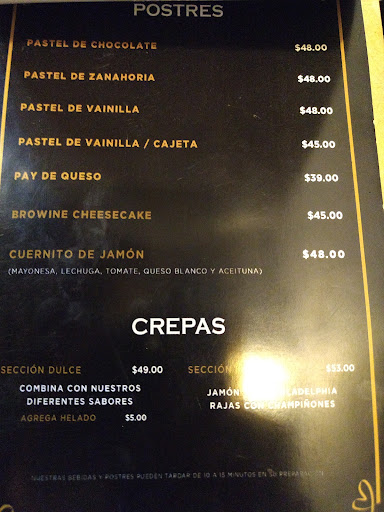 POSTRES
PASTEL DE CHOCOLATE $48.00
PASTEL DE ZANAHORIA $48.00
PASTEL DE VAINILLA $48.00
PASTEL DE VAINILLA / CAJETA $45.00
PAY DE QUESO $39.00
BROWINE CHEESECAKE $45.00
CUERNITO DE JAMÓN $48.00
(MAYONESA, LECHUGA, TOMATE, QUESO BLANCO Y ACEITUNA)
CREPAS
SECCIÓN DULCE $49.00
COMBINA CON NUESTROS
DIFERENTES SABORES
AGREGA HELADO $5.00
SECCIÓN $53.00
JAMÓN
RAJAS CON CHAMPIÑONES
NUESTRAS BEBIDAS Y POSTRES PUEDEN TARDAR DE 10 A 15 MINUTOS EN SU PREPARACIÓN